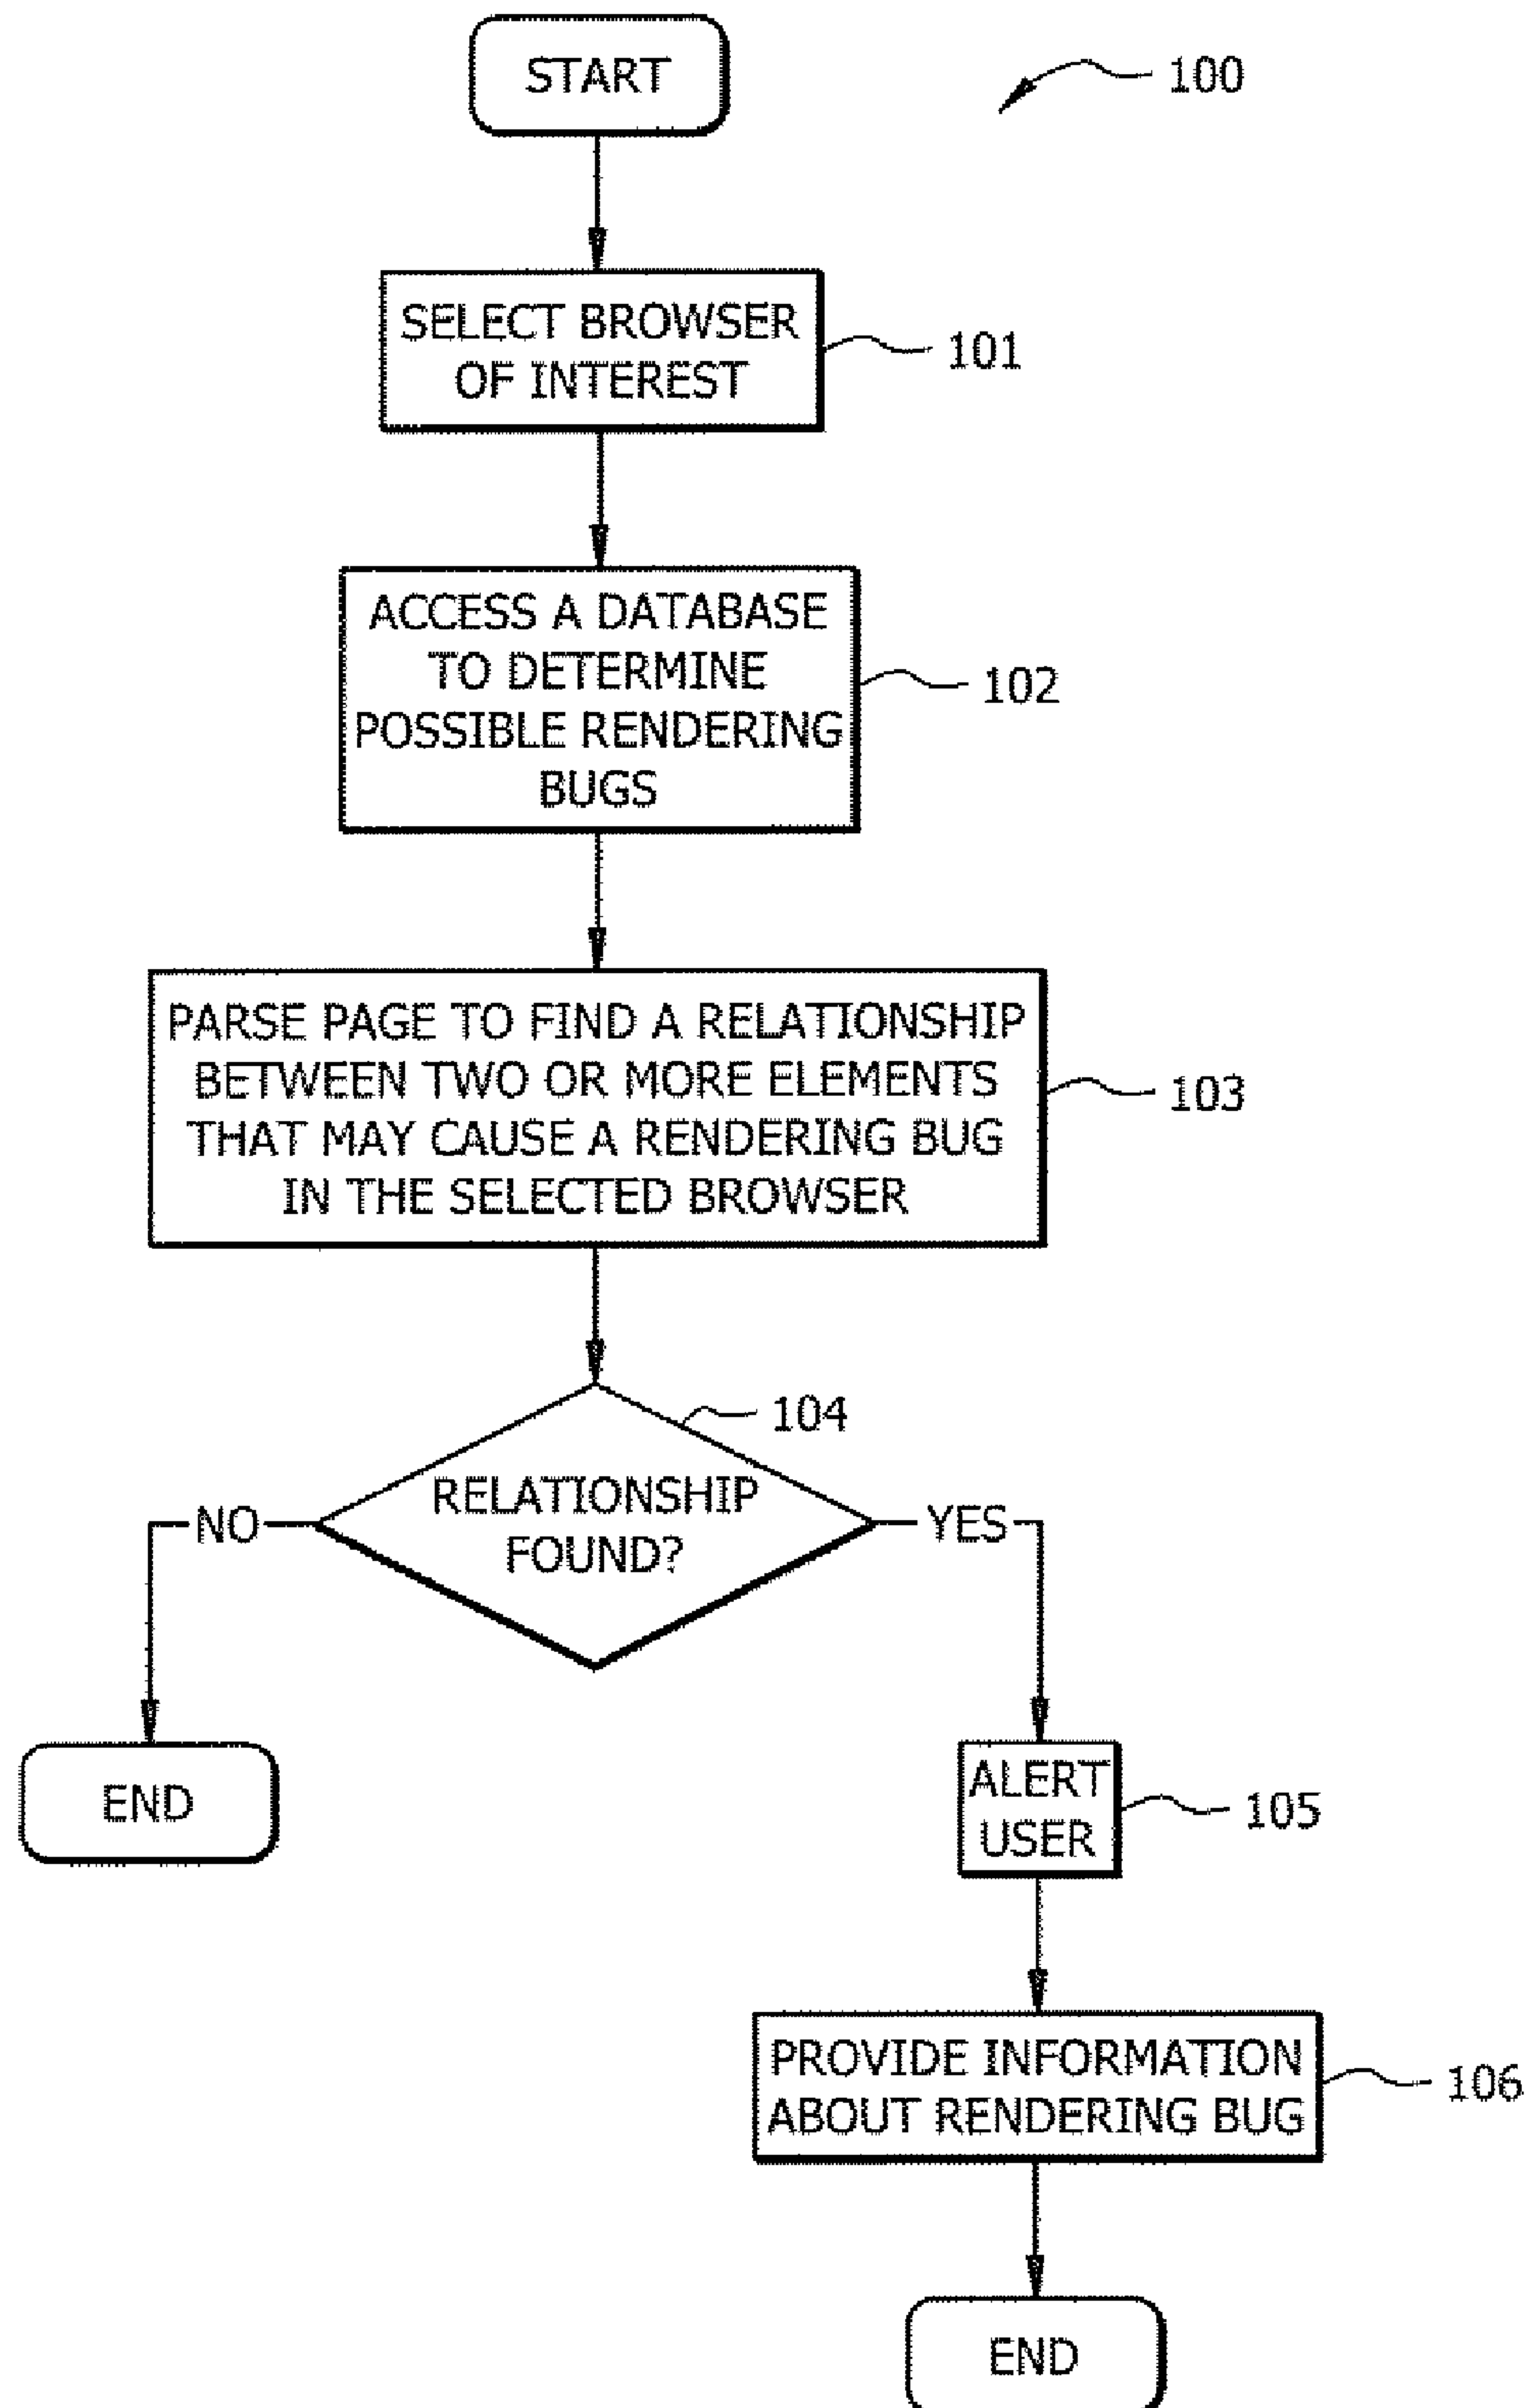 START
100
SELECT BROWSER
OF INTEREST
101
ACCESS A DATABASE
TO DETERMINE
POSSIBLE RENDERING
BUGS
102
PARSE PAGE TO FIND A RELATIONSHIP
BETWEEN TWO OR MORE ELEMENTS
THAT MAY CAUSE A RENDERING BUG
IN THE SELECTED BROWSER
103
104
RELATIONSHIP
FOUND?
NO
YES
END
ALERT
USER
105
PROVIDE INFORMATION
ABOUT RENDERING BUG
106
END